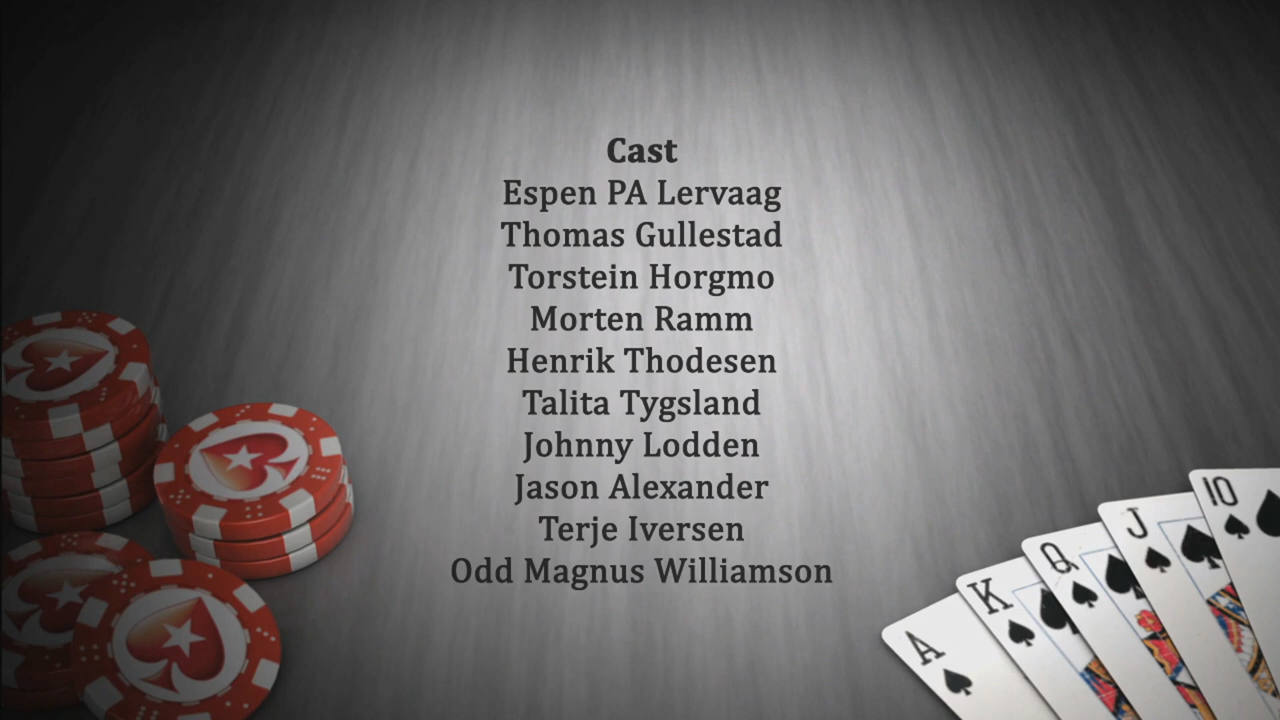 Cast
Espen PA Lervaag
Thomas Gullestad
Torstein Horgmo
Morten Ramm
Henrik Thodesen
Talita Tygsland
Johnny Lodden
Jason Alexander
Terje Iversen
Odd Magnus Williamson
A
K
Q
J
10